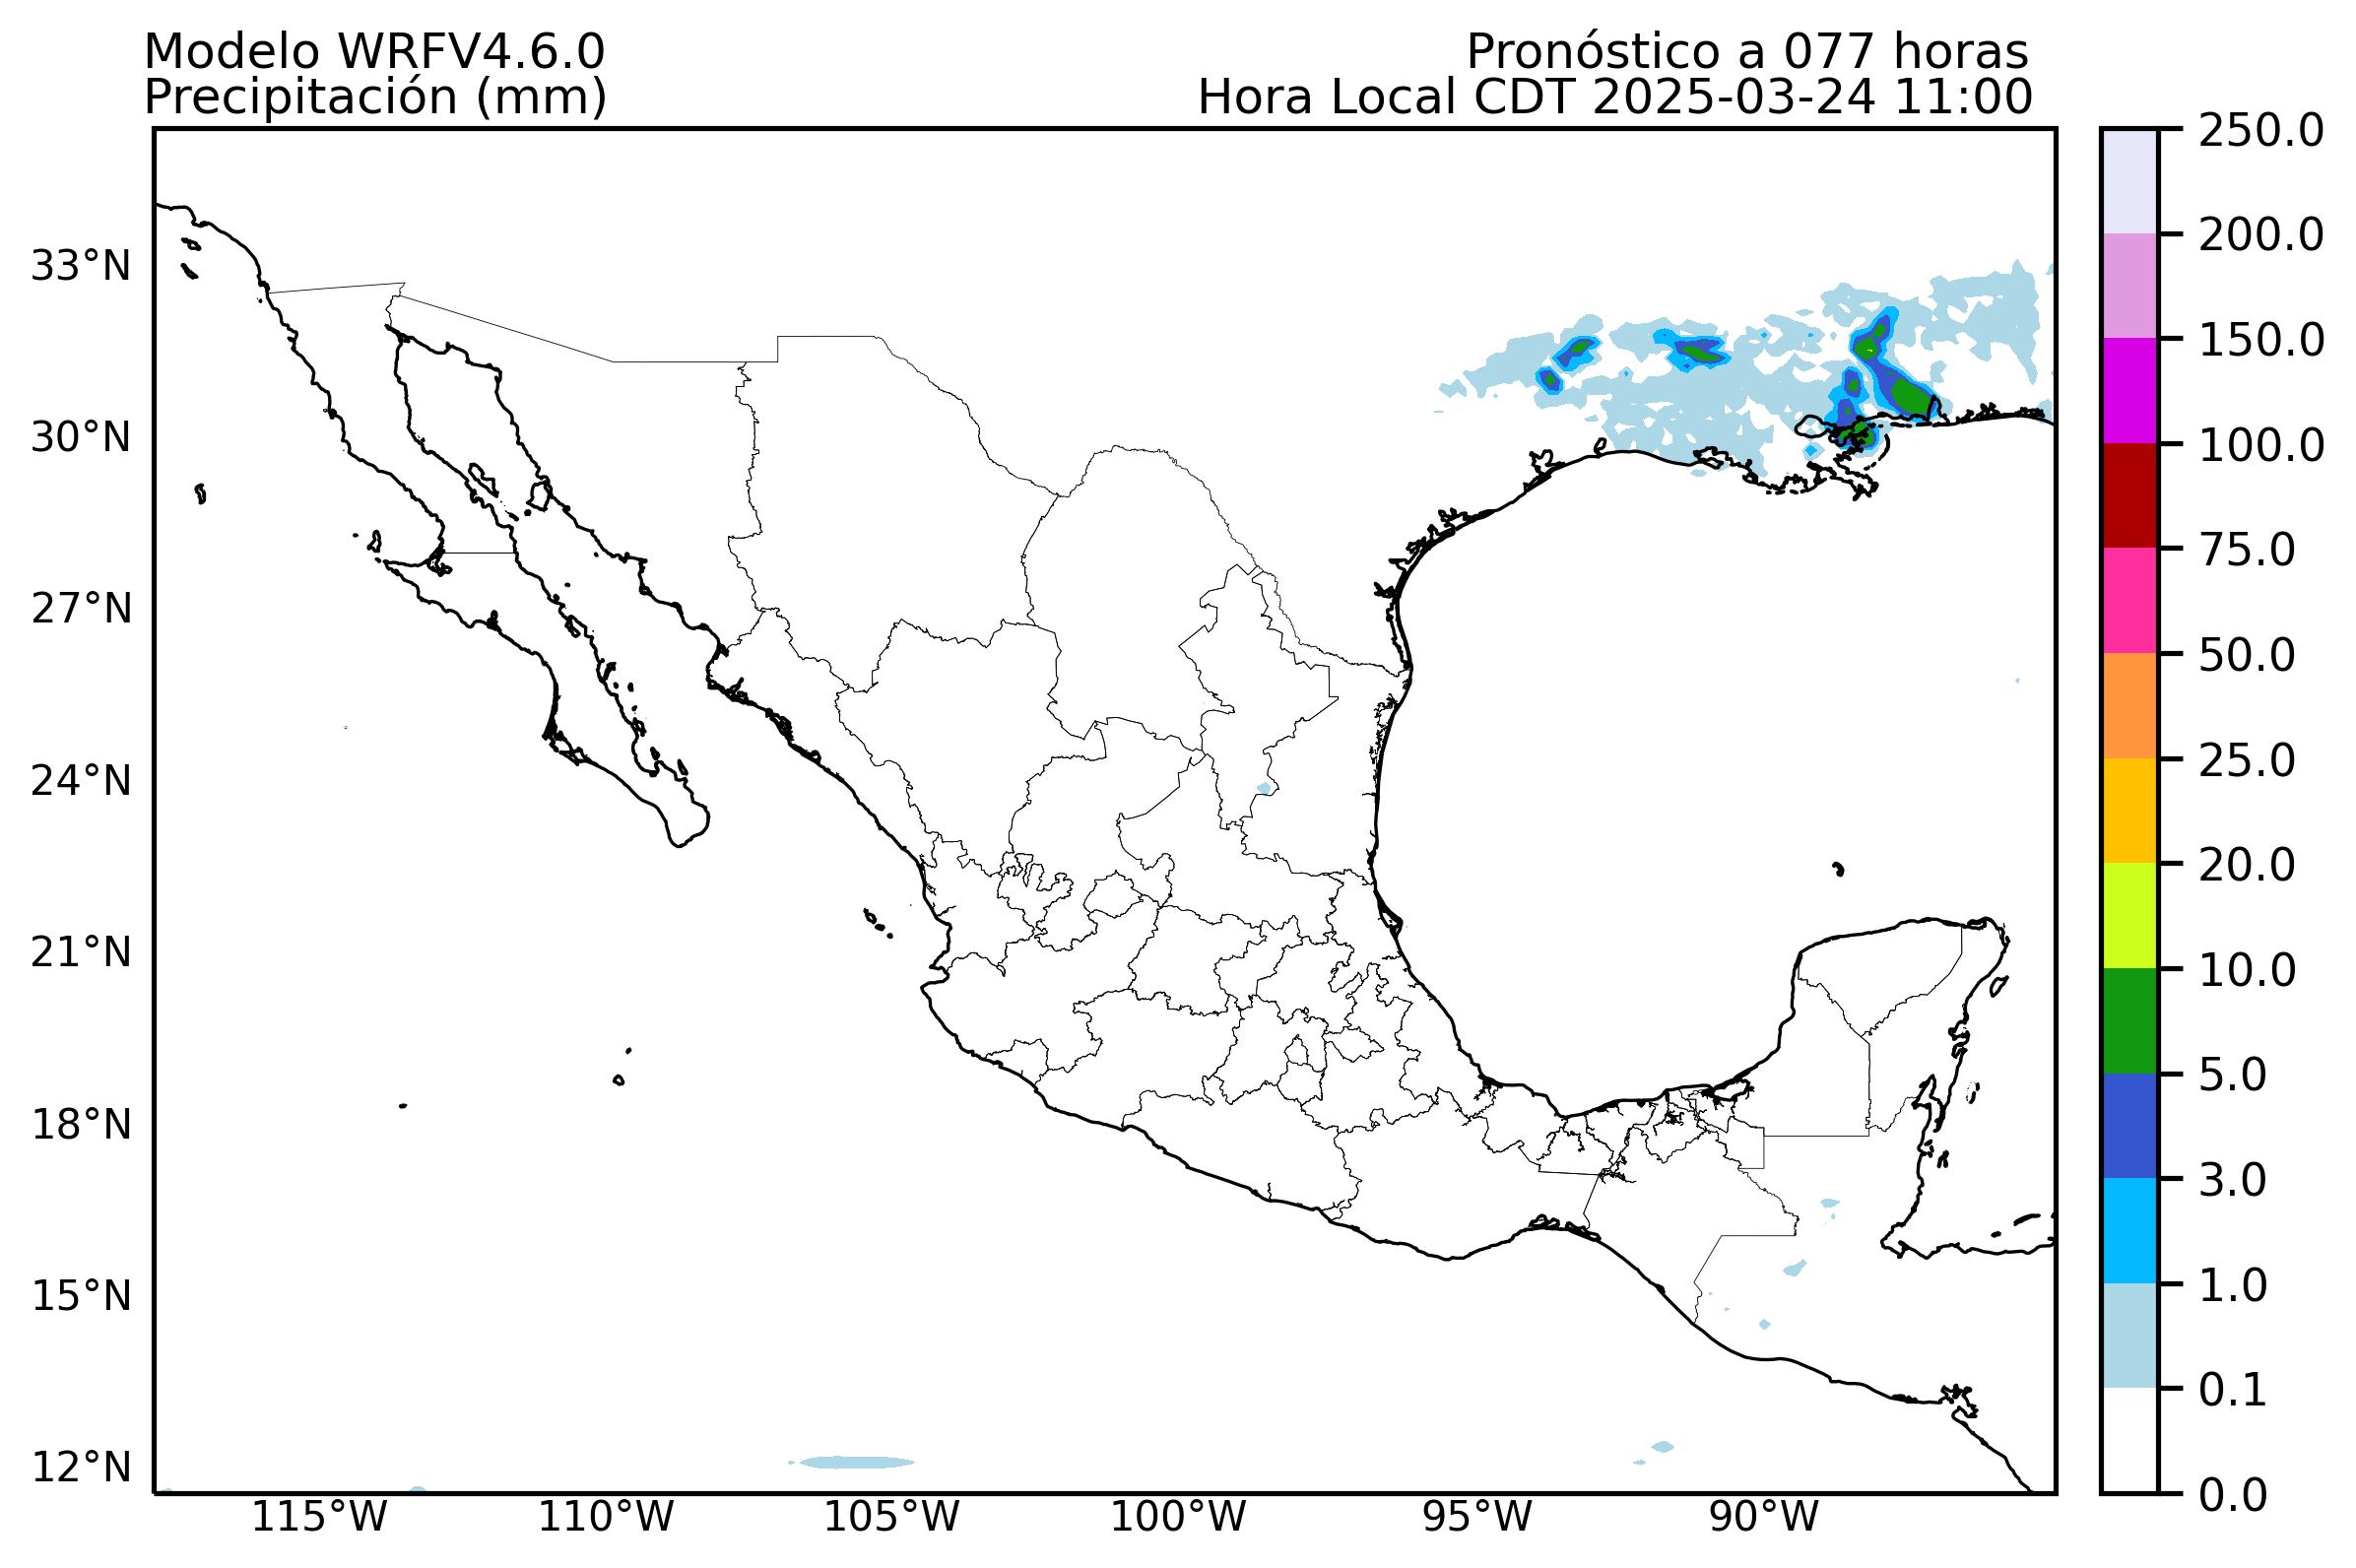 Modelo WRFV4.6.0
Precipitación (mm)
Pronóstico a 077 horas
Hora Local CDT 2025-03-24 11:00
33°N
30°N
27°N
24°N
21°N
18°N
15°N
12°N
115°W
110°W
105°W
100°W
95°W
90°W
250.0
200.0
150.0
100.0
75.0
50.0
25.0
20.0
10.0
5.0
3.0
1.0
0.1
0.0